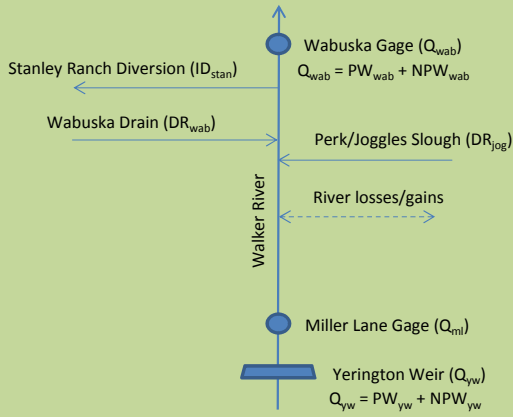 Wabuska Gage (Q_wab)
Q_wab = PW_wab + NPW_wab
Stanley Ranch Diversion (ID_stan)
Wabuska Drain (DR_wab)
Perk/Joggles Slough (DR_jog)
River losses/gains
Walker River
Miller Lane Gage (Q_ml)
Yerington Weir (Q_yw)
Q_yw = PW_yw + NPW_yw